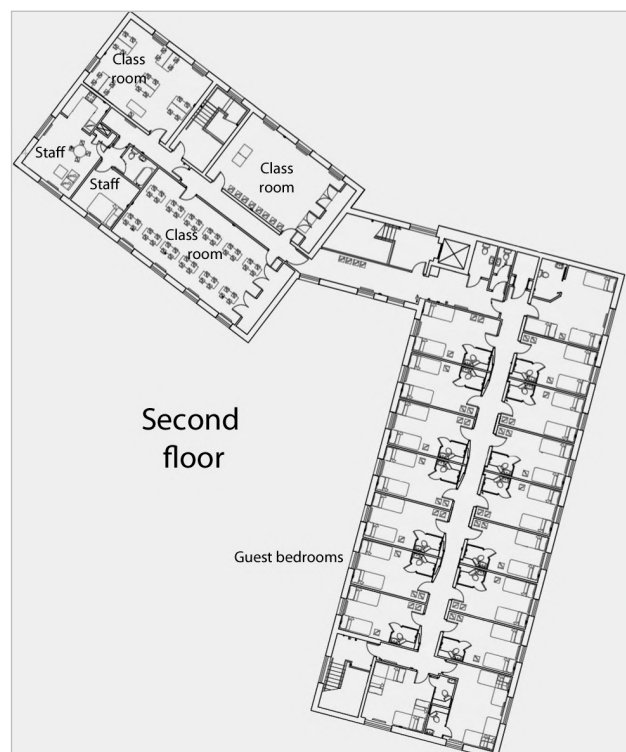 Class
room
Class
room
Staff
Staff
Class
room
Second
floor
Guest bedrooms